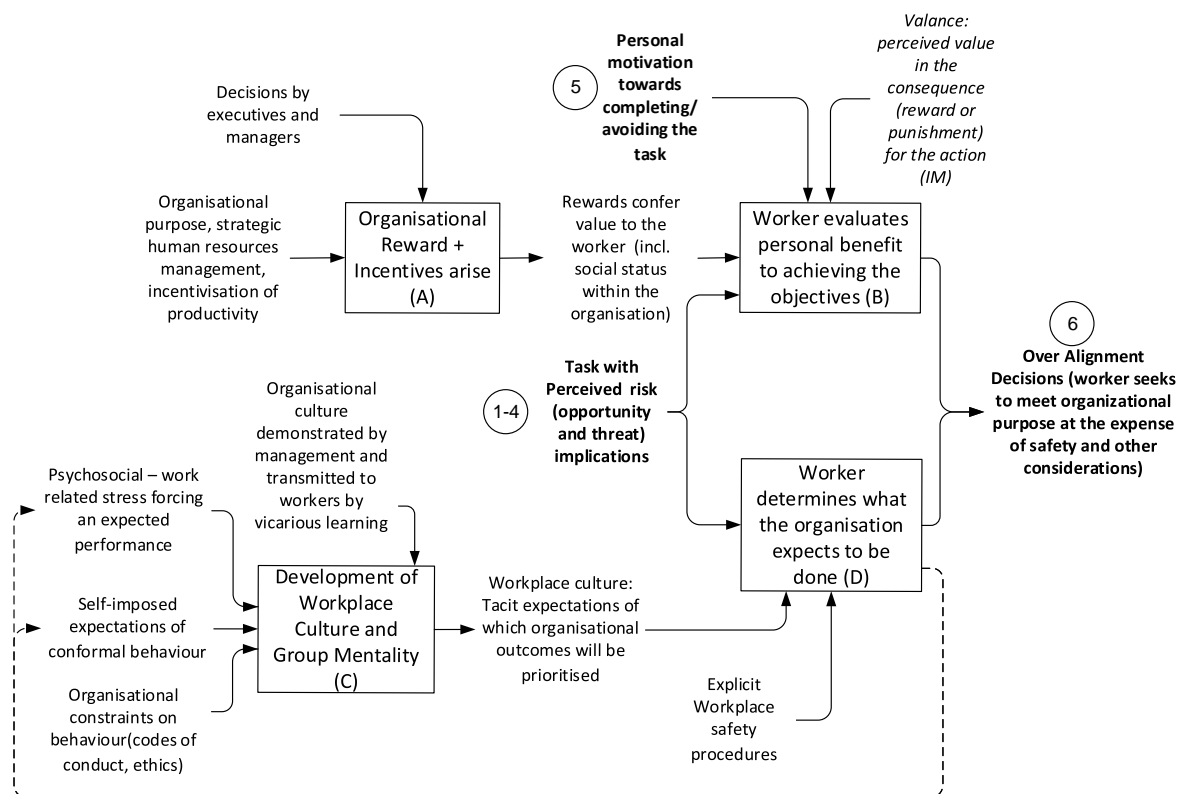 Decisions by
executives and
managers
5
Personal
motivation
towards
completing/
avoiding the
task
Valance:
perceived value
in the
consequence
(reward or
punishment)
for the action
(IM)
Organisational
purpose, strategic
human resources
management,
incentivisation of
productivity
Organisational
Reward +
Incentives arise
(A)
Rewards confer
value to the
worker (incl.
social status
within the
organisation)
Worker evaluates
personal benefit
to achieving the
objectives (B)
1-4
Task with
Perceived risk
(opportunity
and threat)
implications
6
Over Alignment
Decisions (worker seeks
to meet organizational
purpose at the expense
of safety and other
considerations)
Organisational
culture
demonstrated by
management and
transmitted to
workers by
vicarious learning
Psychosocial – work
related stress forcing
an expected
performance
Self-imposed
expectations of
conformal behaviour
Organisational
constraints on
behaviour(codes of
conduct, ethics)
Development of
Workplace
Culture and
Group Mentality
(C)
Workplace culture:
Tacit expectations of
which organisational
outcomes will be
prioritised
Worker
determines what
the organisation
expects to be
done (D)
Explicit
Workplace
safety
procedures